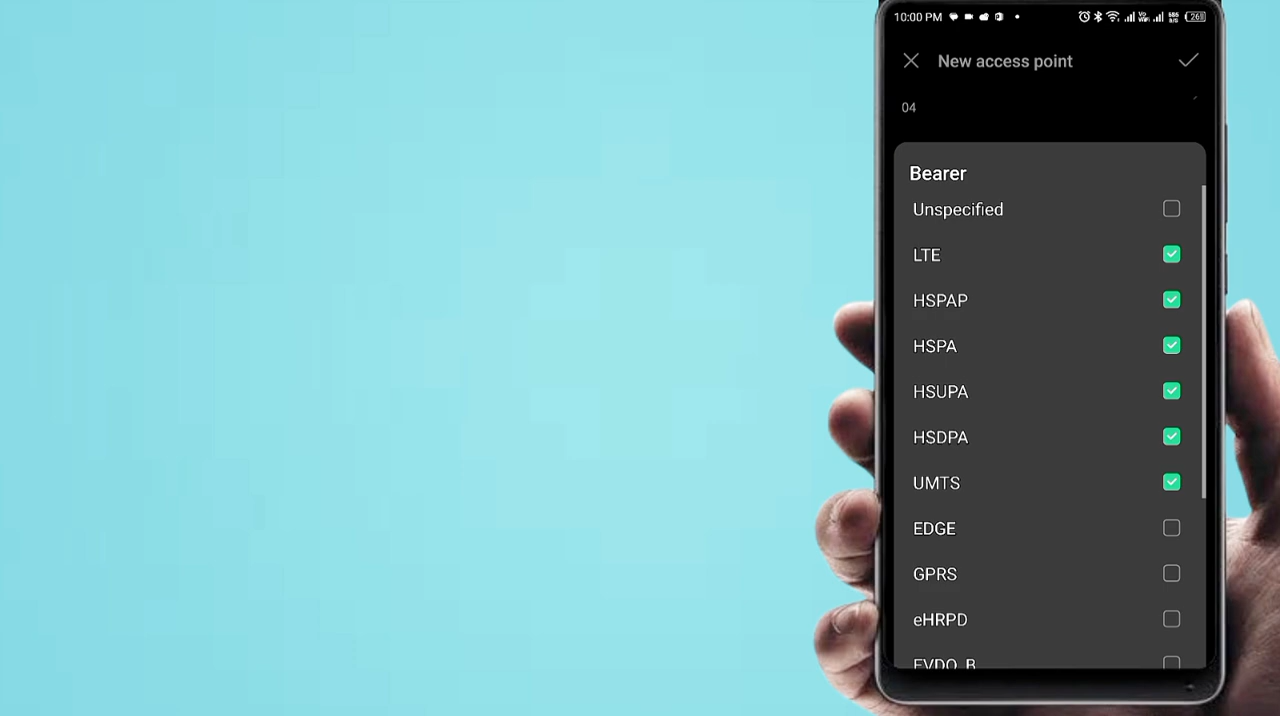 10:00 PM
New access point
04
Bearer
Unspecified
LTE
HSPAP
HSPA
HSUPA
HSDPA
UMTS
EDGE
GPRS
eHRPD
EVDO_B